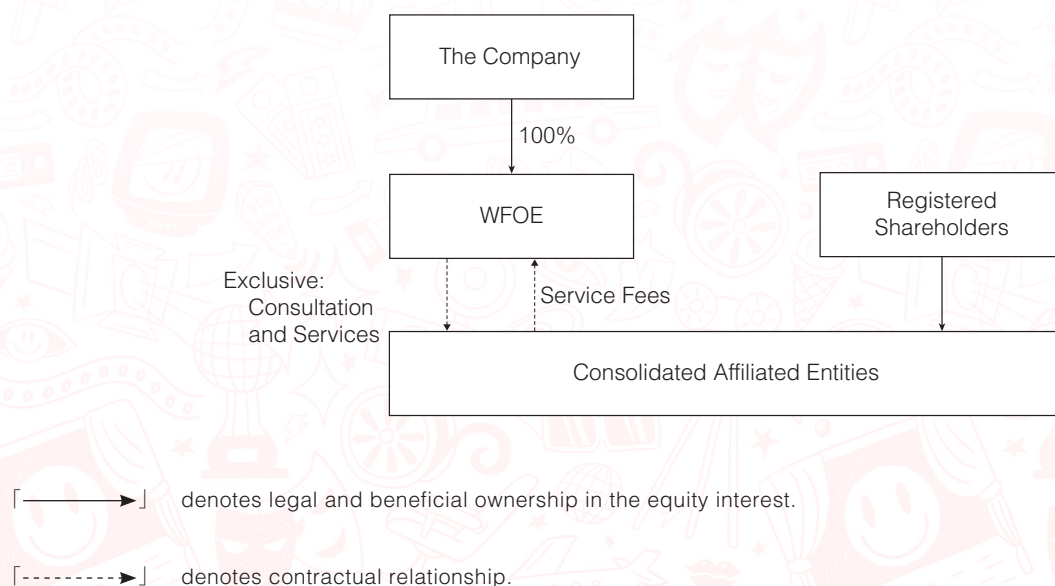 The Company
100%
WFOE
Registered
Shareholders
Exclusive:
Consultation
and Services
Service Fees
Consolidated Affiliated Entities
「 」 denotes legal and beneficial ownership in the equity interest.
「 」 denotes contractual relationship.